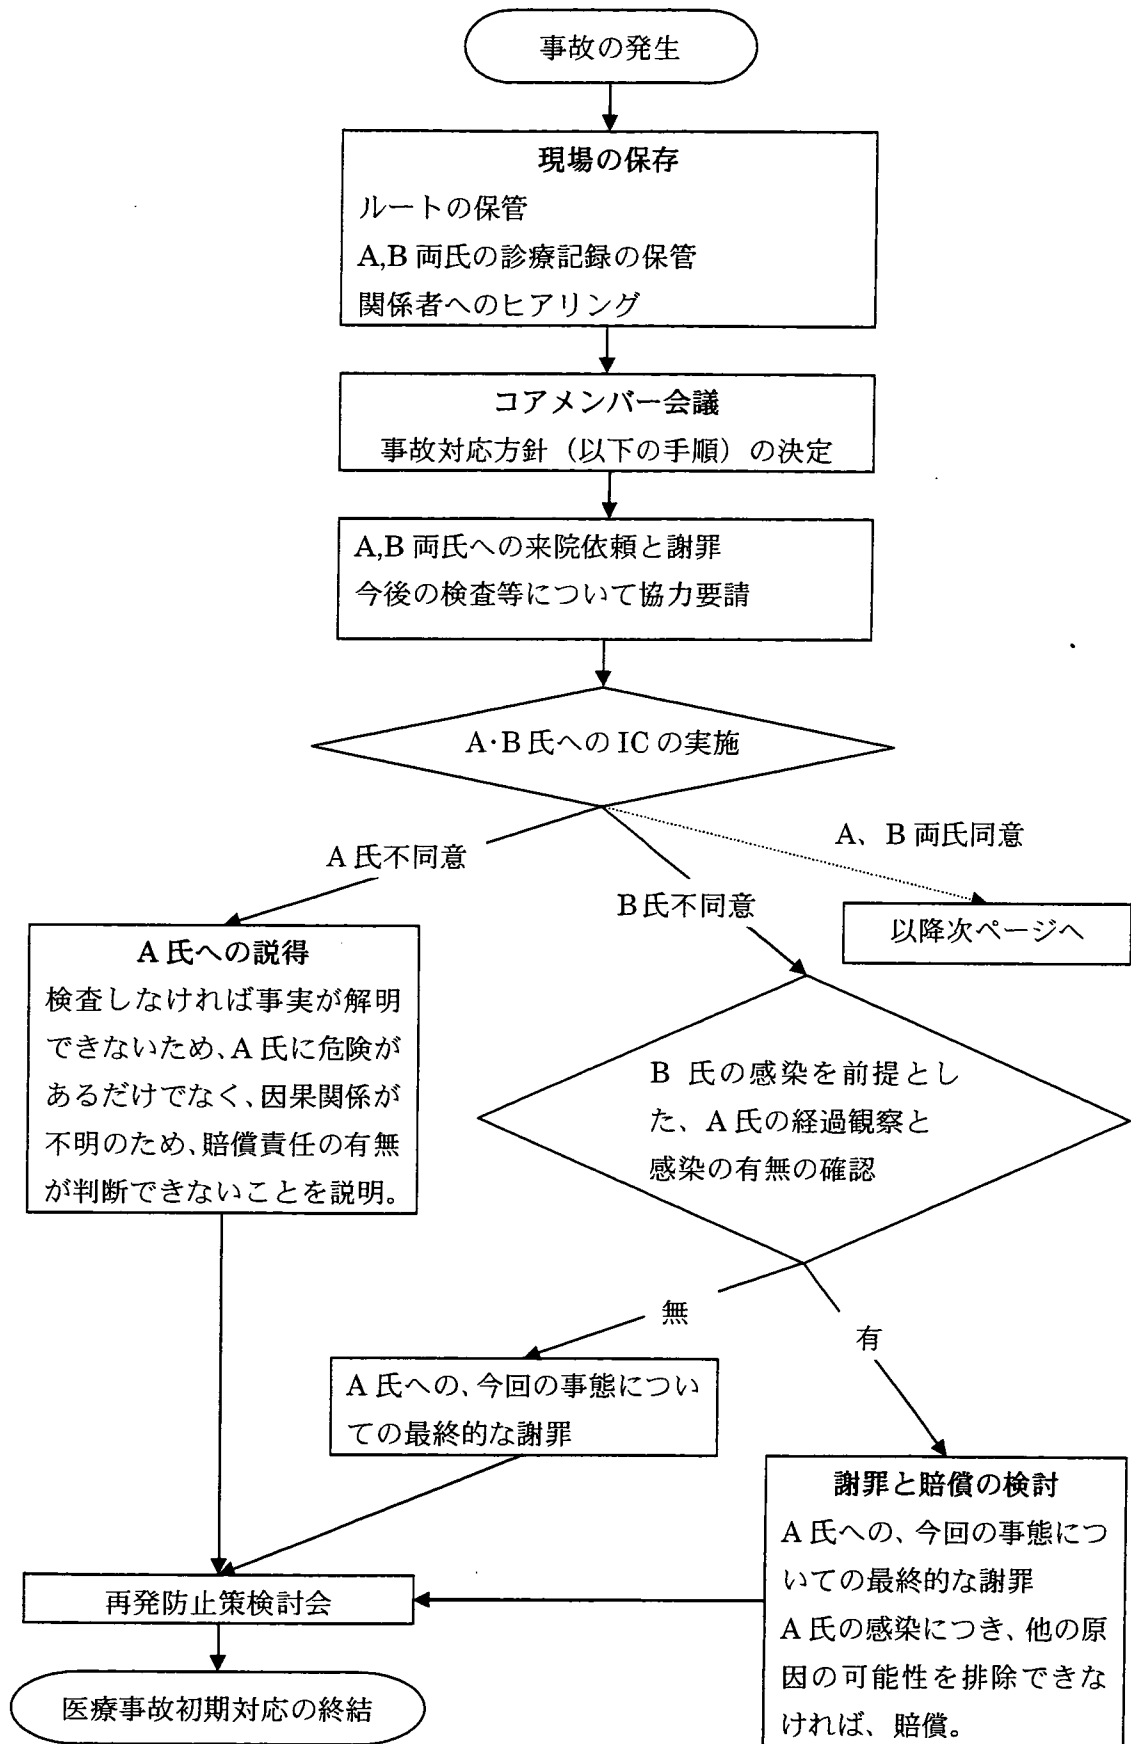 事故の発生
現場の保存
ルートの保管
A,B 両氏の診療記録の保管
関係者へのヒアリング
コアメンバー会議
事故対応方針（以下の手順）の決定
A,B 両氏への来院依頼と謝罪
今後の検査等について協力要請
A・B 氏への IC の実施
A 氏不同意
B 氏不同意
A、B 両氏同意
以降次ページへ
A 氏への説得
検査しなければ事実が解明
できないため、A 氏に危険が
あるだけでなく、因果関係が
不明のため、賠償責任の有無
が判断できないことを説明。
B 氏の感染を前提とし
た、A 氏の経過観察と
感染の有無の確認
無
有
A 氏への、今回の事態につい
ての最終的な謝罪
謝罪と賠償の検討
A 氏への、今回の事態につ
いての最終的な謝罪
A 氏の感染につき、他の原
因の可能性を排除できな
ければ、賠償。
再発防止策検討会
医療事故初期対応の終結